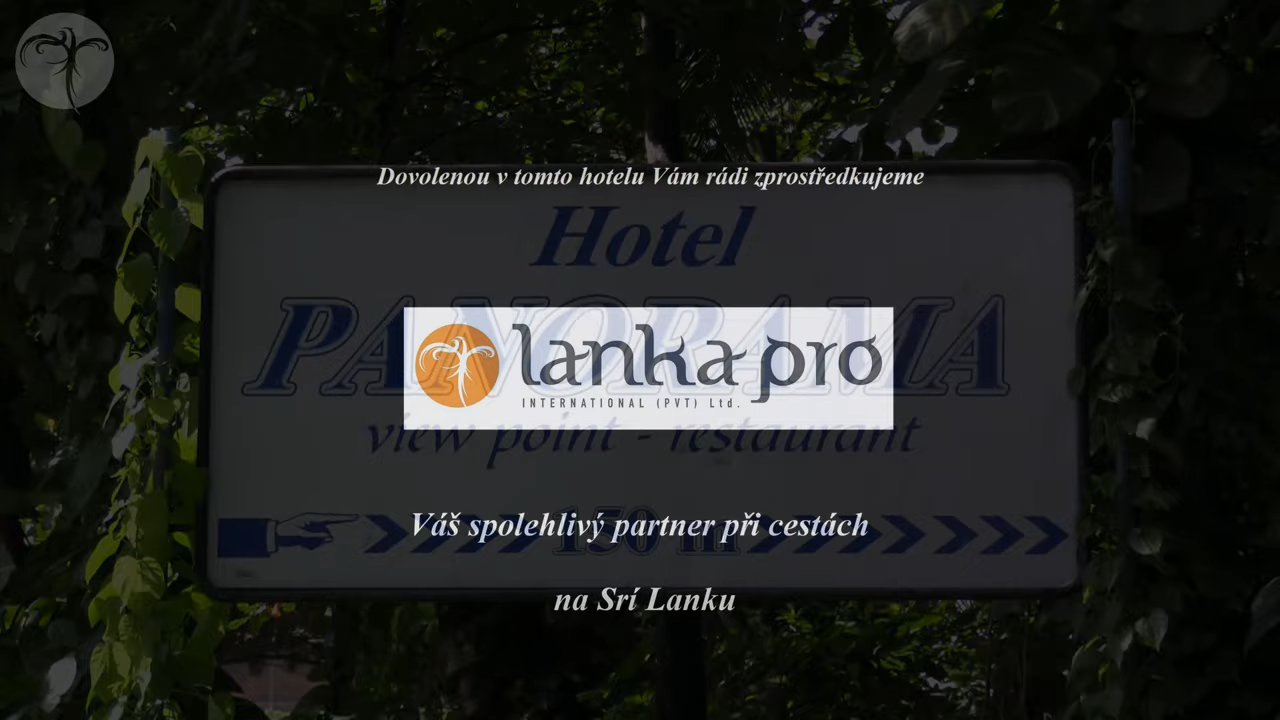 Dovolenou v tomto hotelu Vám rádi zprostředkujeme
Hotel
PANORAMA
lanka pro
INTERNATIONAL (PVT) Ltd.
view point - restaurant
Váš spolehlivý partner při cestách
150 m
na Srí Lanku